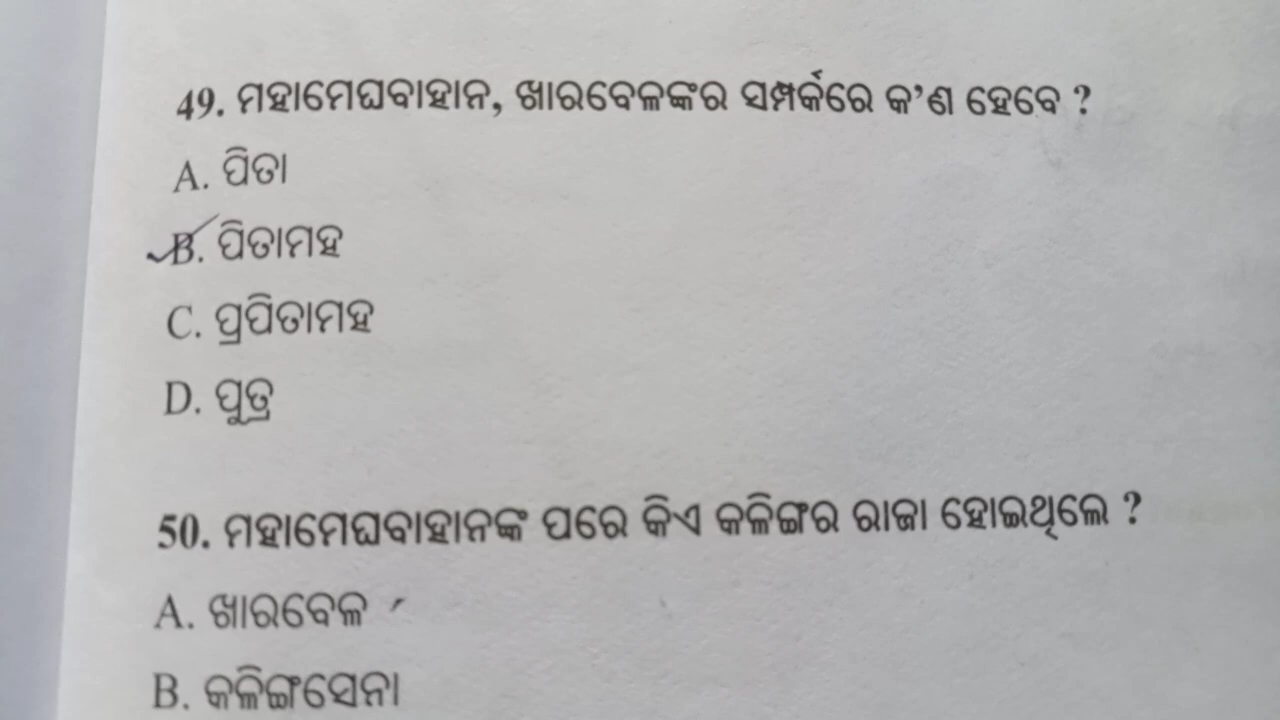 49. ମହାମେଘବାହାନ, ଖାରବେଳଙ୍କର ସମ୍ପର୍କରେ କ'ଣ ହେବେ ?
A. ପିତା
B. ପିତାମହ
C. ପ୍ରପିତାମହ
D. ପୁତ୍ର
50. ମହାମେଘବାହାନଙ୍କ ପରେ କିଏ କଳିଙ୍ଗର ରାଜା ହୋଇଥିଲେ ?
A. ଖାରବେଳ
B. କଳିଙ୍ଗସେନା